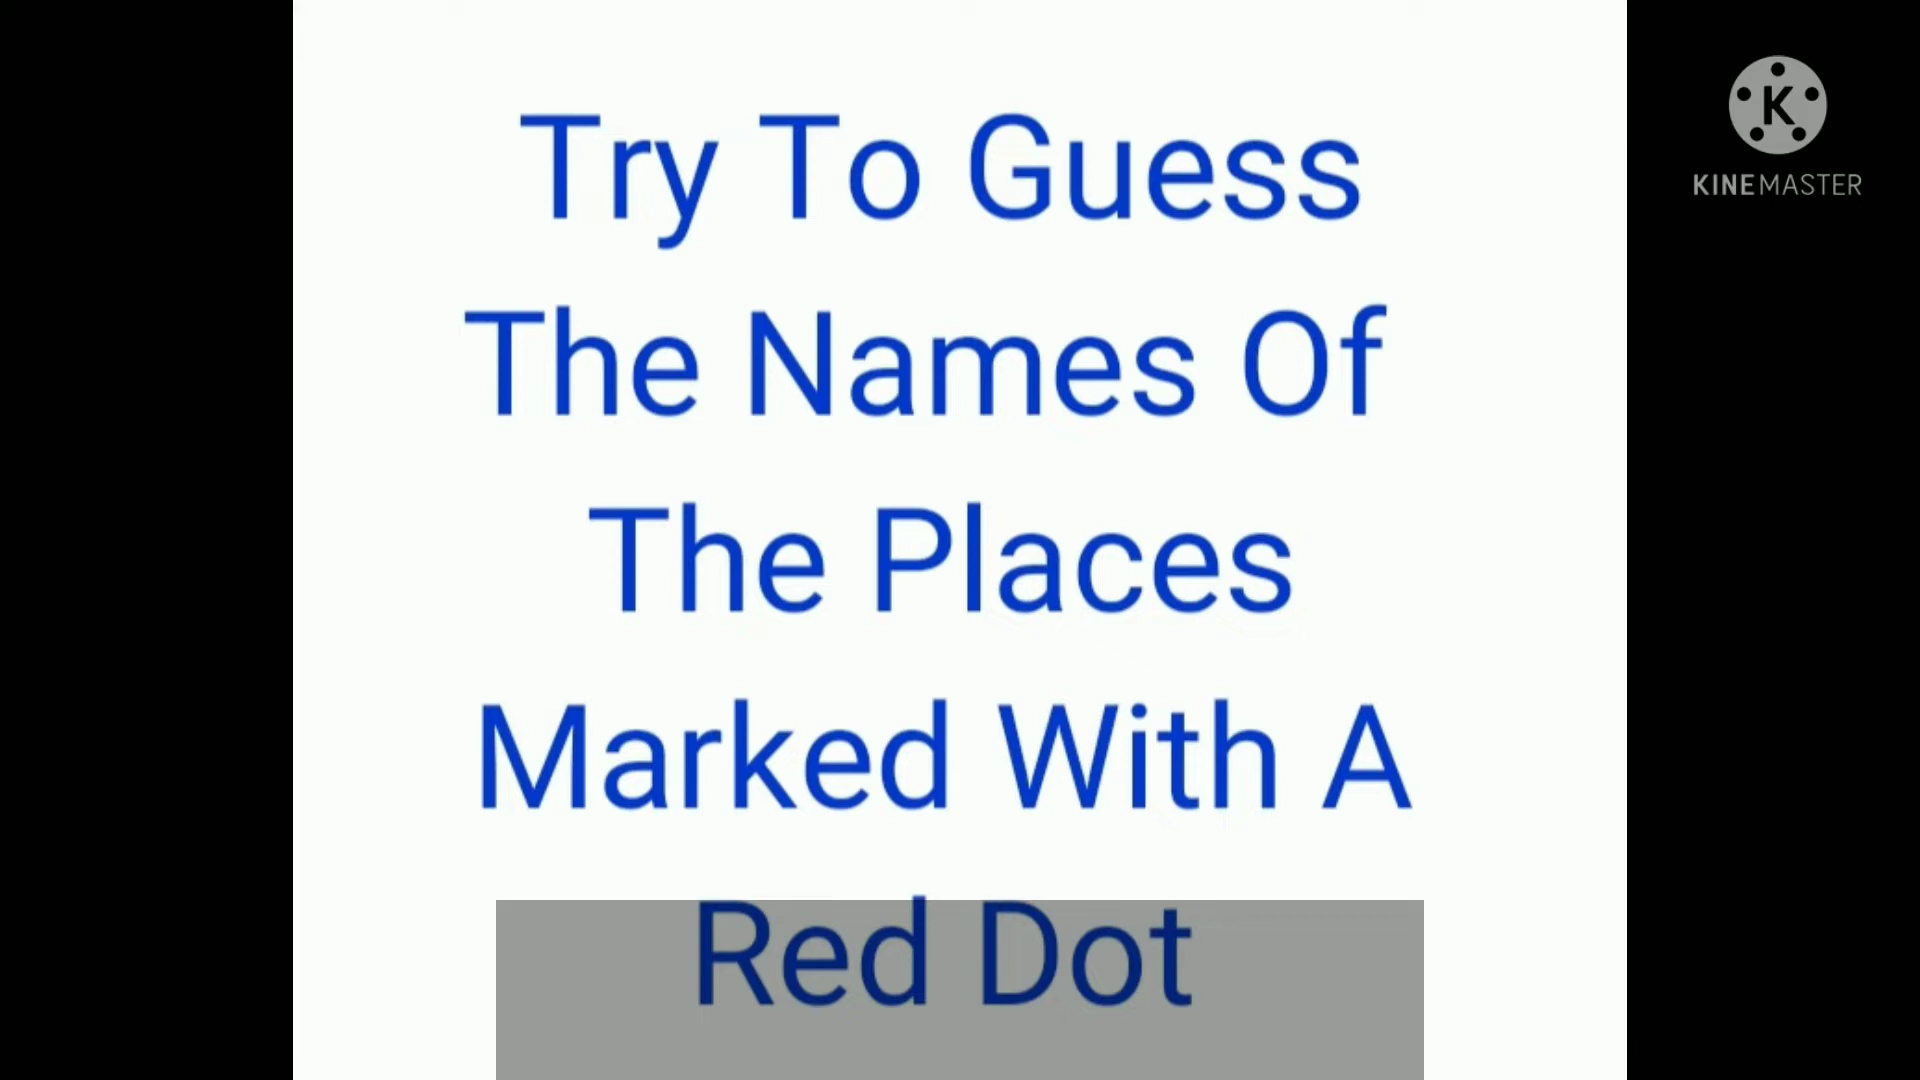 Try To Guess
The Names Of
The Places
Marked With A
Red Dot
K
KINEMASTER